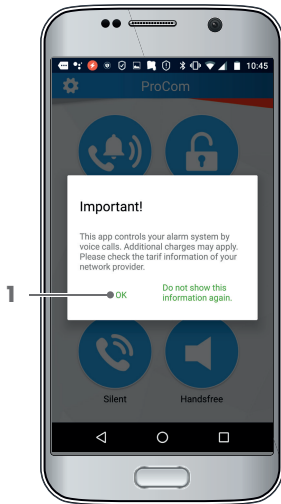 10:45
ProCom
Important!
This app controls your alarm system by
voice calls. Additional charges may apply.
Please check the tarif information of your
network provider.
1
OK
Do not show this
information again.
Silent
Handsfree